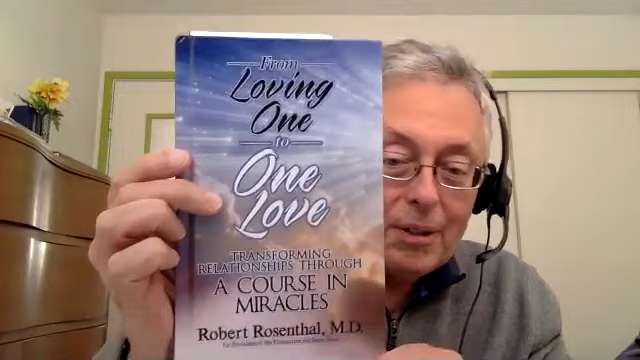 From
Loving
One
to
One
Love
TRANSFORMING
RELATIONSHIPS THROUGH
A COURSE IN
MIRACLES
Robert Rosenthal, M.D.